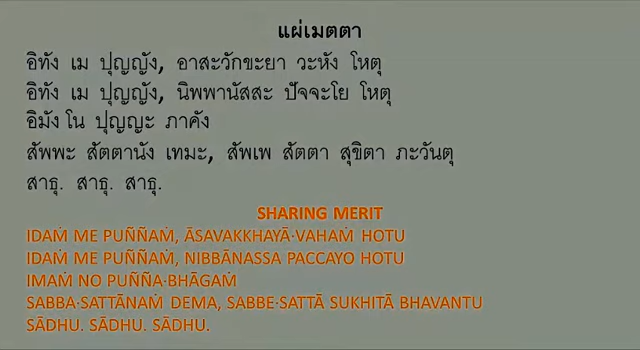 แผ่เมตตา
อิทัง เม ปุญญัง, อาสะวักขะยา วะหัง โหตุ
อิทัง เม ปุญญัง, นิพพานัสสะ ปัจจะโย โหตุ
อิมัง โน ปุญญะ ภาคัง
สัพพะ สัตตานัง เทมะ, สัพเพ สัตตา สุขิตา ภะวันตุ
สาธุ. สาธุ. สาธุ.
SHARING MERIT
IDAṀ ME PUÑÑAṀ, ĀSAVAKKHAYĀ·VAHAṀ HOTU
IDAṀ ME PUÑÑAṀ, NIBBĀNASSA PACCAYO HOTU
IMAṀ NO PUÑÑA·BHĀGAṀ
SABBA·SATTĀNAṀ DEMA, SABBE·SATTĀ SUKHITĀ BHAVANTU
SĀDHU. SĀDHU. SĀDHU.